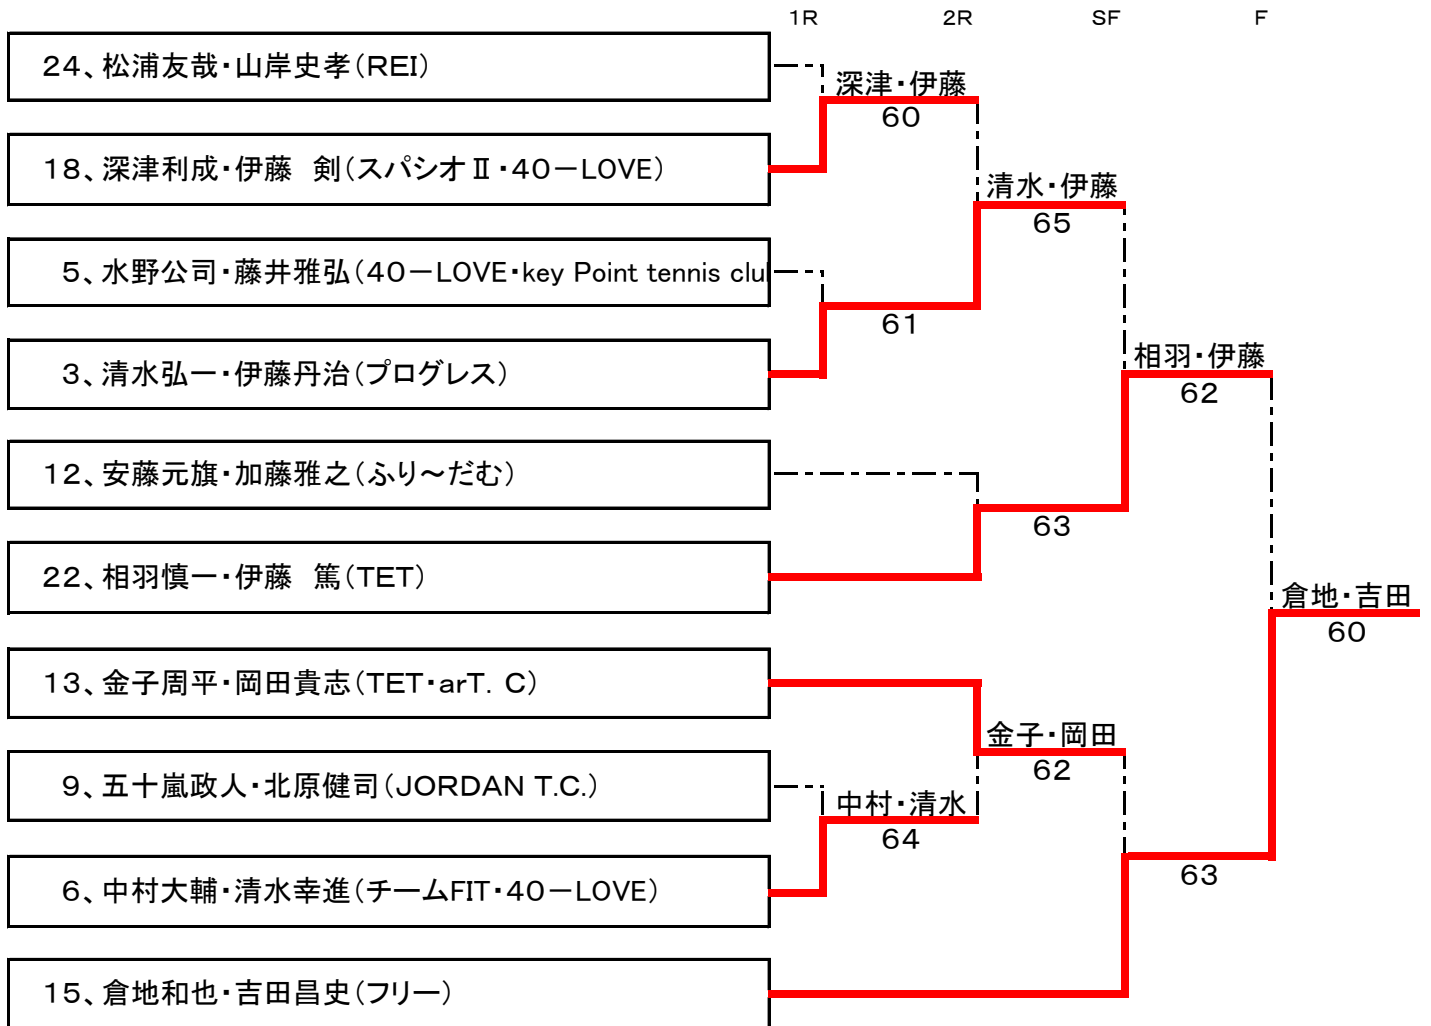 1R 2R SF F
24、松浦友哉・山岸史孝(REI)
深津・伊藤
60
18、深津利成・伊藤　剣(スパシオⅡ・40－LOVE)
清水・伊藤
65
5、水野公司・藤井雅弘(40－LOVE・key Point tennis clu
61
3、清水弘一・伊藤丹治(プログレス)
相羽・伊藤
62
12、安藤元旗・加藤雅之(ふり～だむ)
63
22、相羽慎一・伊藤　篤(TET)
倉地・吉田
60
13、金子周平・岡田貴志(TET・arT. C)
金子・岡田
62
9、五十嵐政人・北原健司(JORDAN T.C.)
中村・清水
64
63
6、中村大輔・清水幸進(チームFIT・40－LOVE)
15、倉地和也・吉田昌史(フリー)